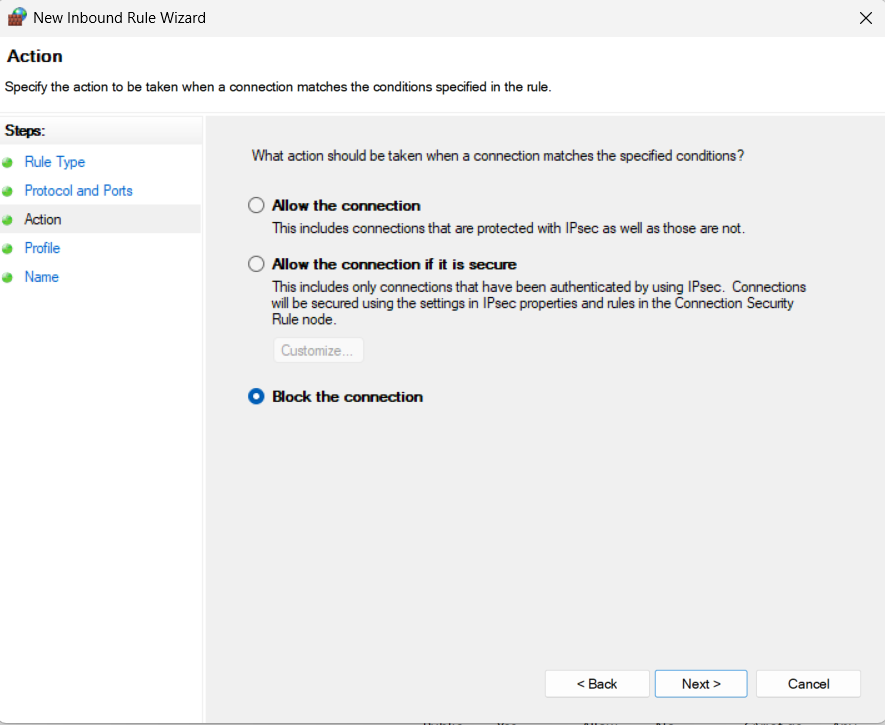 New Inbound Rule Wizard
Action
Specify the action to be taken when a connection matches the conditions specified in the rule.
Steps:
Rule Type
Protocol and Ports
Action
Profile
Name
What action should be taken when a connection matches the specified conditions?
Allow the connection
This includes connections that are protected with IPsec as well as those are not.
Allow the connection if it is secure
This includes only connections that have been authenticated by using IPsec. Connections
will be secured using the settings in IPsec properties and rules in the Connection Security
Rule node.
Customize...
Block the connection
< Back
Next >
Cancel